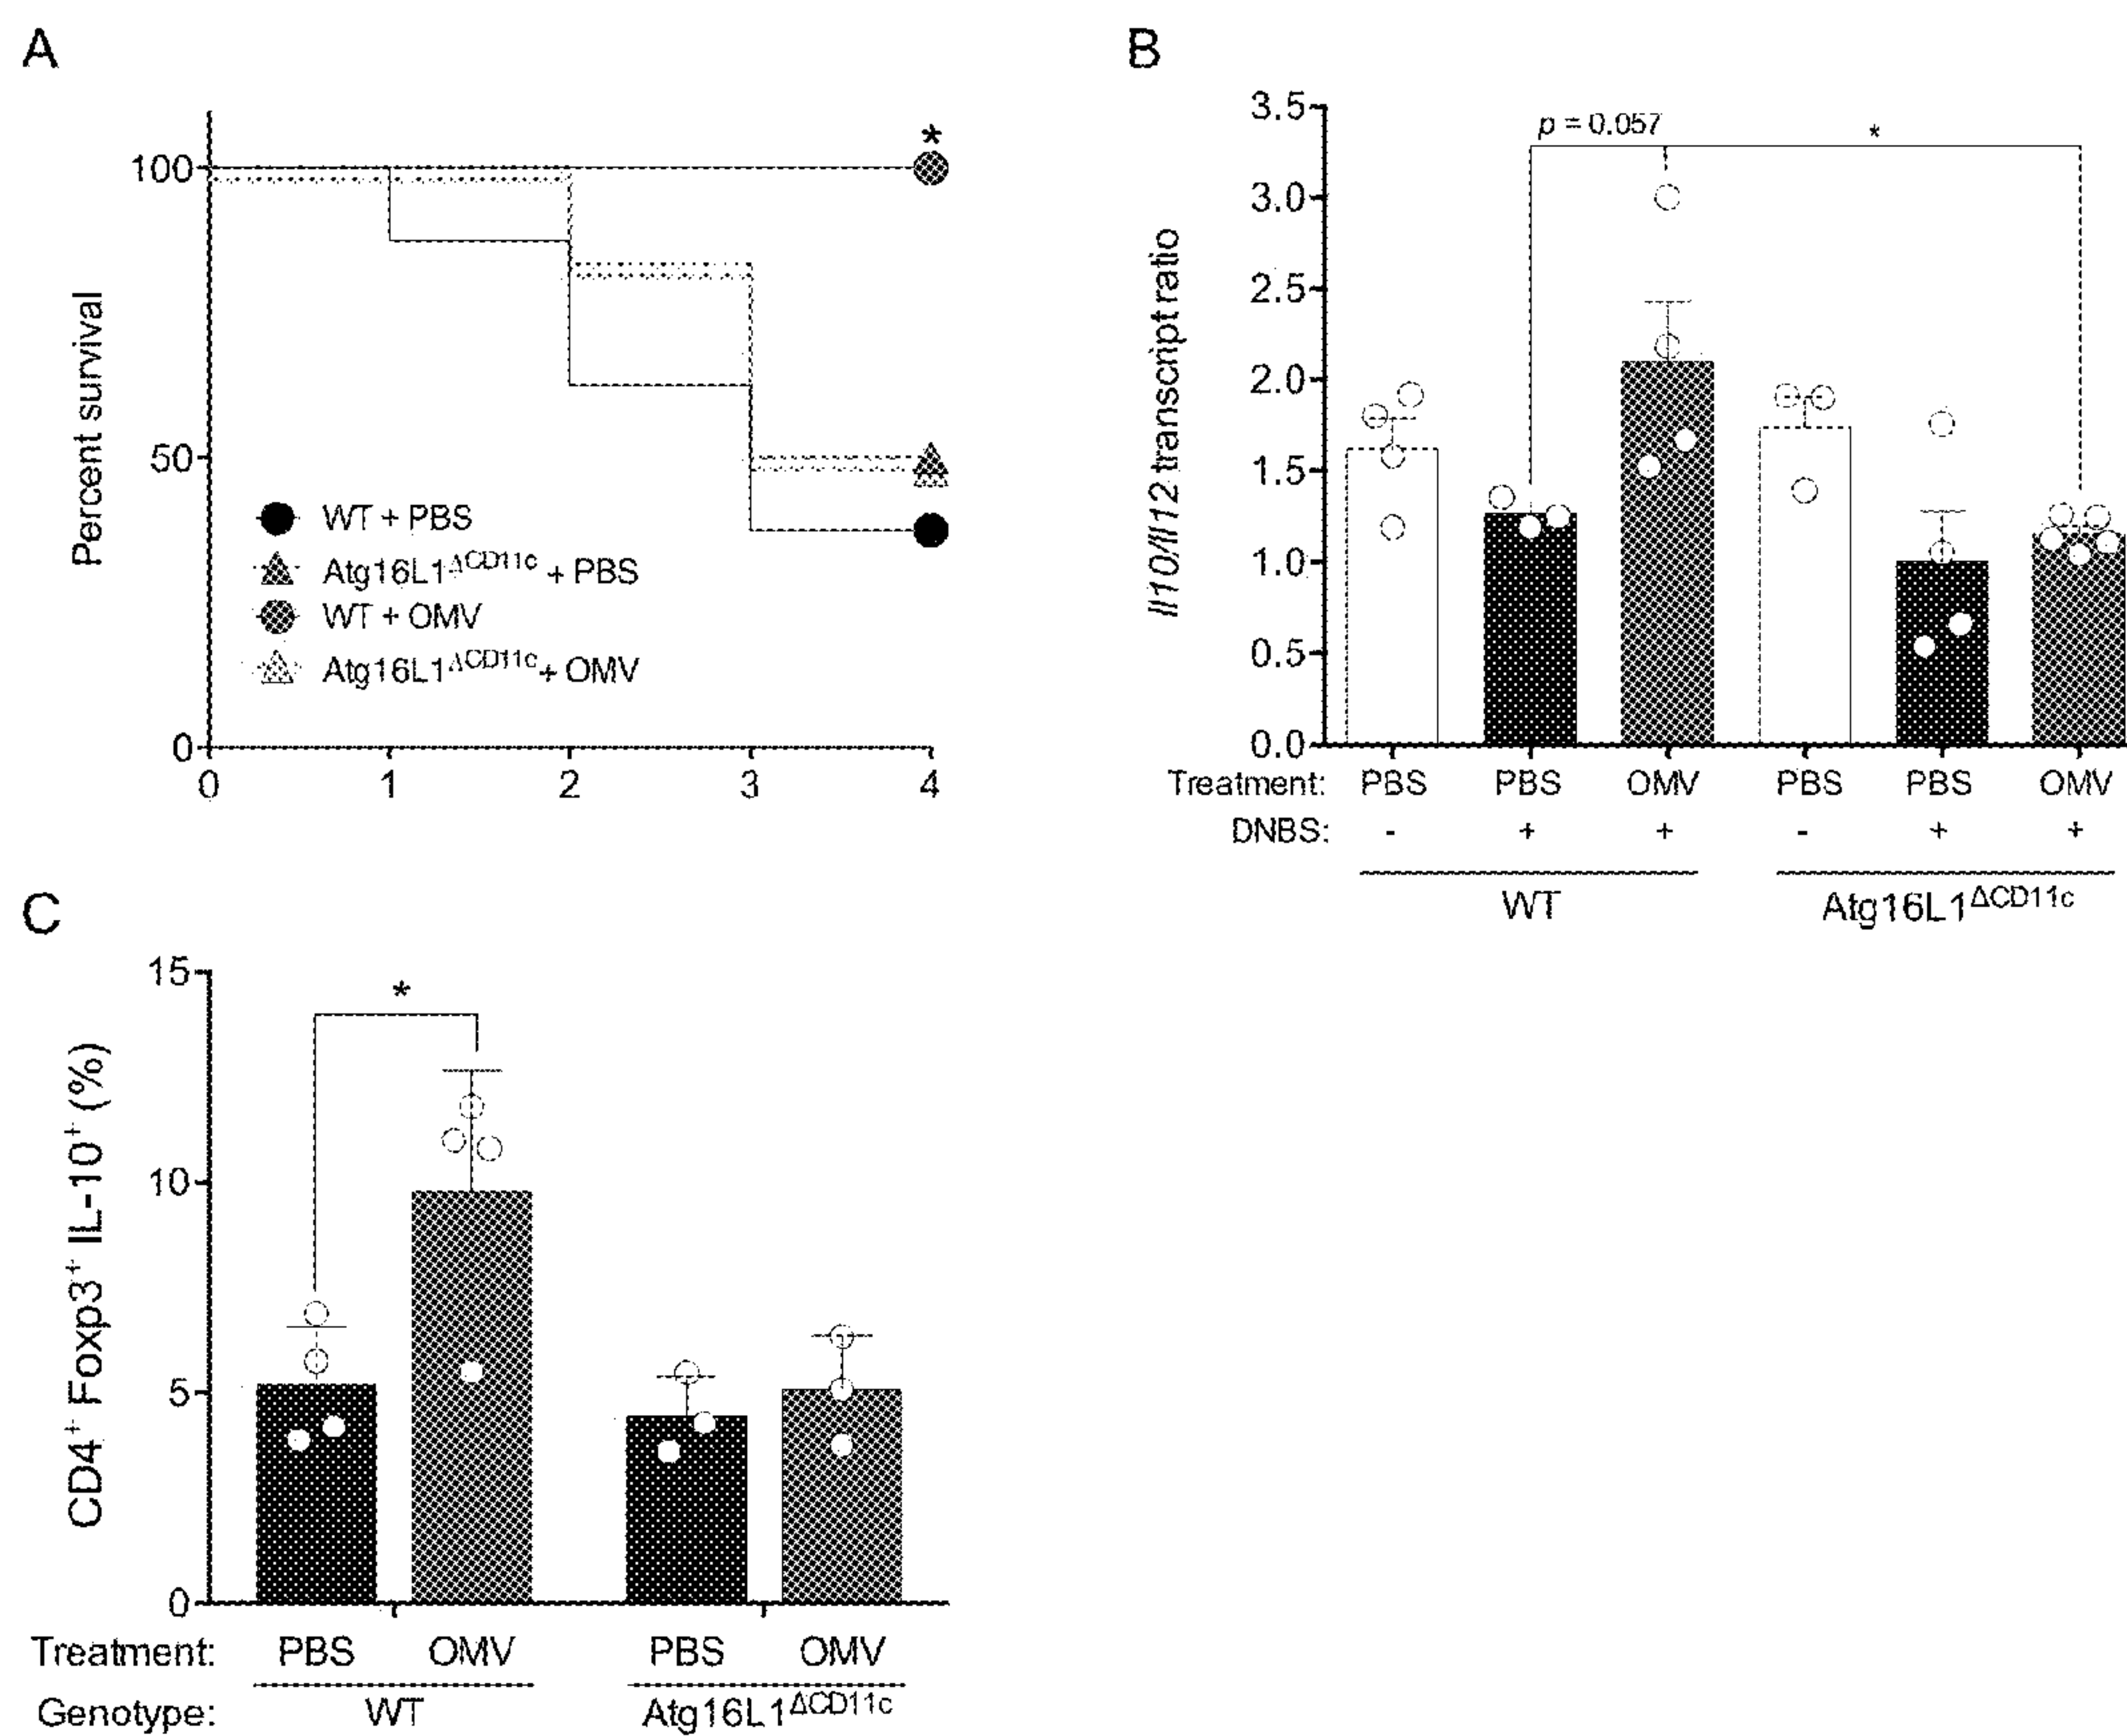 A
Percent survival
100
50
0
0 1 2 3 4
*
WT + PBS
Atg16L1ΔCD11c + PBS
WT + OMV
Atg16L1ΔCD11c + OMV
B
Il10/Il12 transcript ratio
3.5
3.0
2.5
2.0
1.5
1.0
0.5
0.0
p = 0.057
*
Treatment: PBS PBS OMV PBS PBS OMV
DNBS: - + + - + +
WT Atg16L1ΔCD11c
C
CD4+ Foxp3+ IL-10+ (%)
15
10
5
0
*
Treatment: PBS OMV PBS OMV
Genotype: WT Atg16L1ΔCD11c